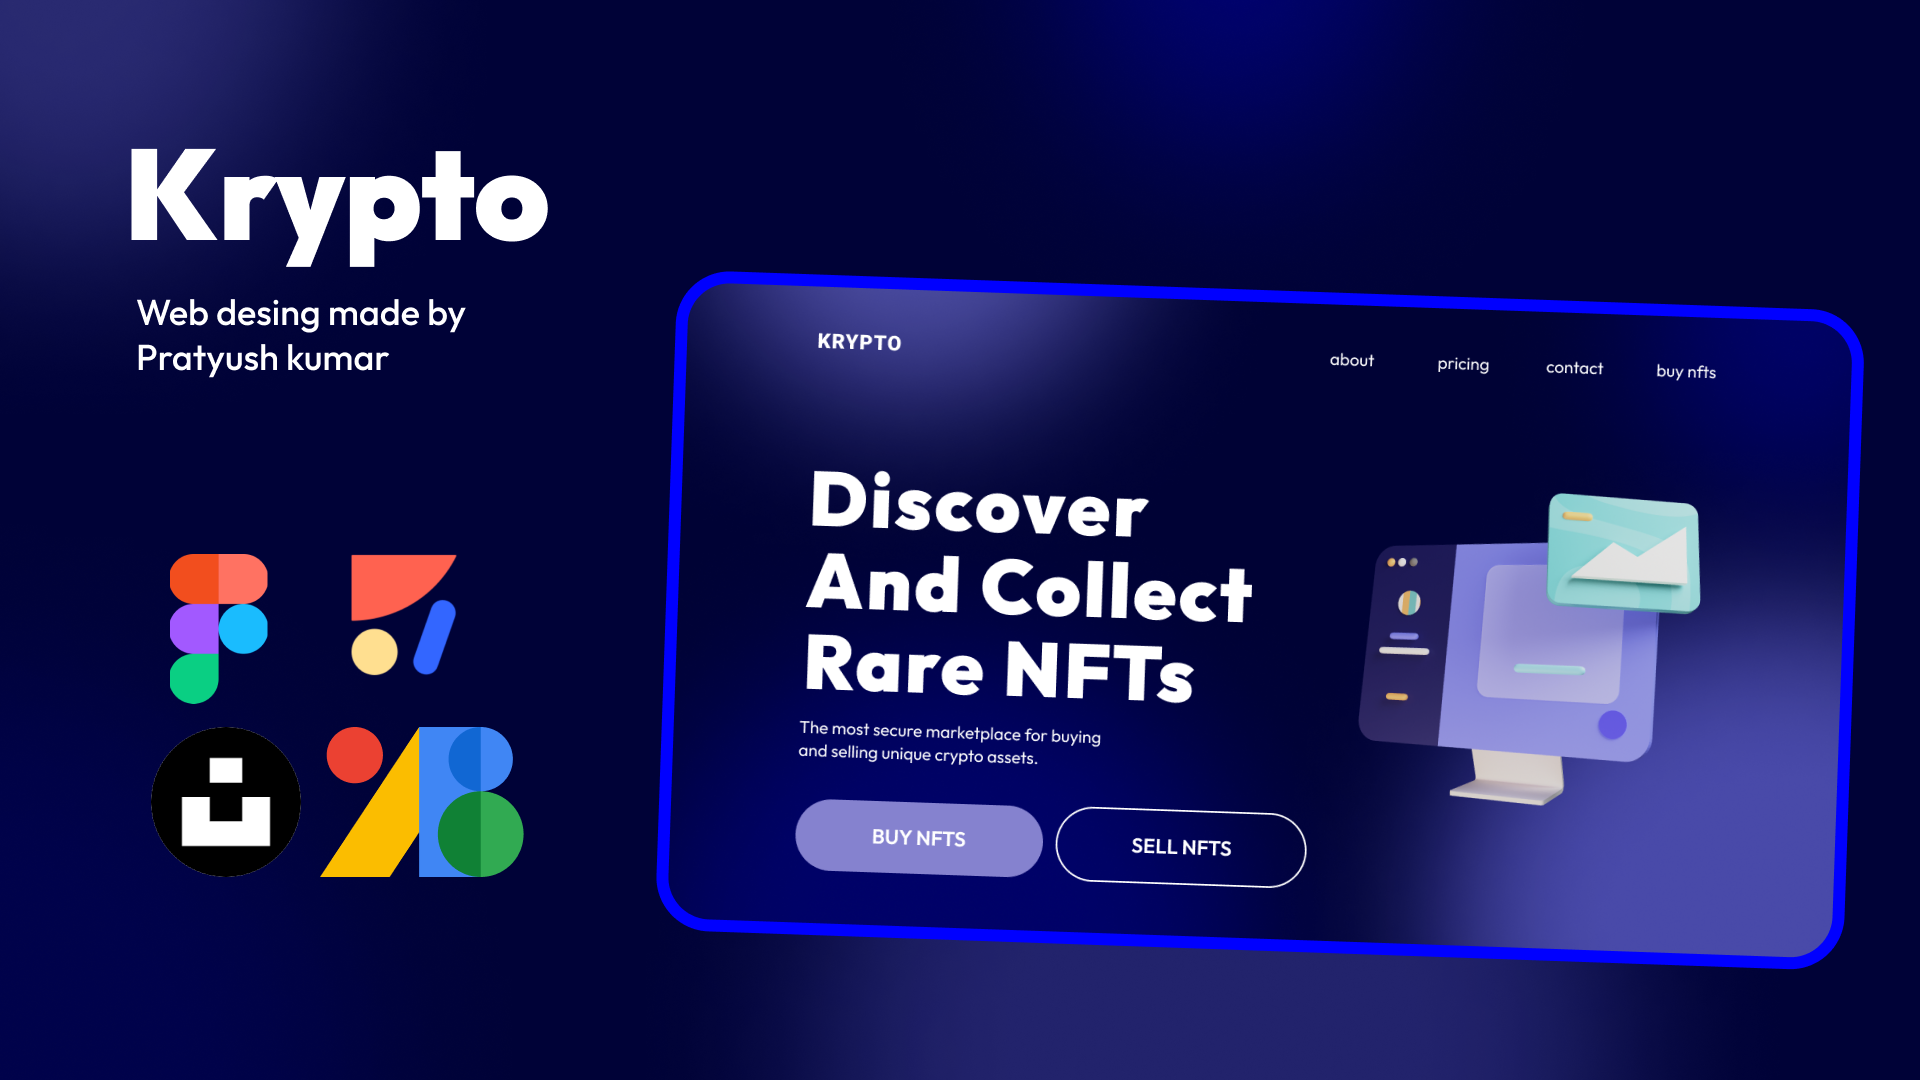 Krypto
Web desing made by
Pratyush kumar
KRYPTO
about
pricing
contact
buy nfts
Discover
And Collect
Rare NFTs
The most secure marketplace for buying
and selling unique crypto assets.
BUY NFTS
SELL NFTS